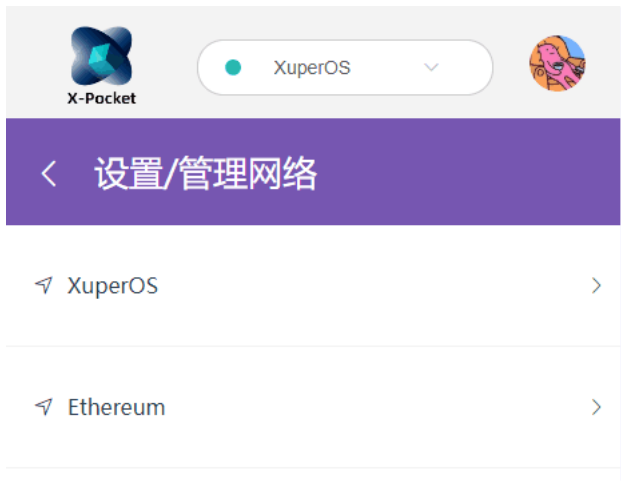 X-Pocket
XuperOS
设置/管理网络
XuperOS
Ethereum